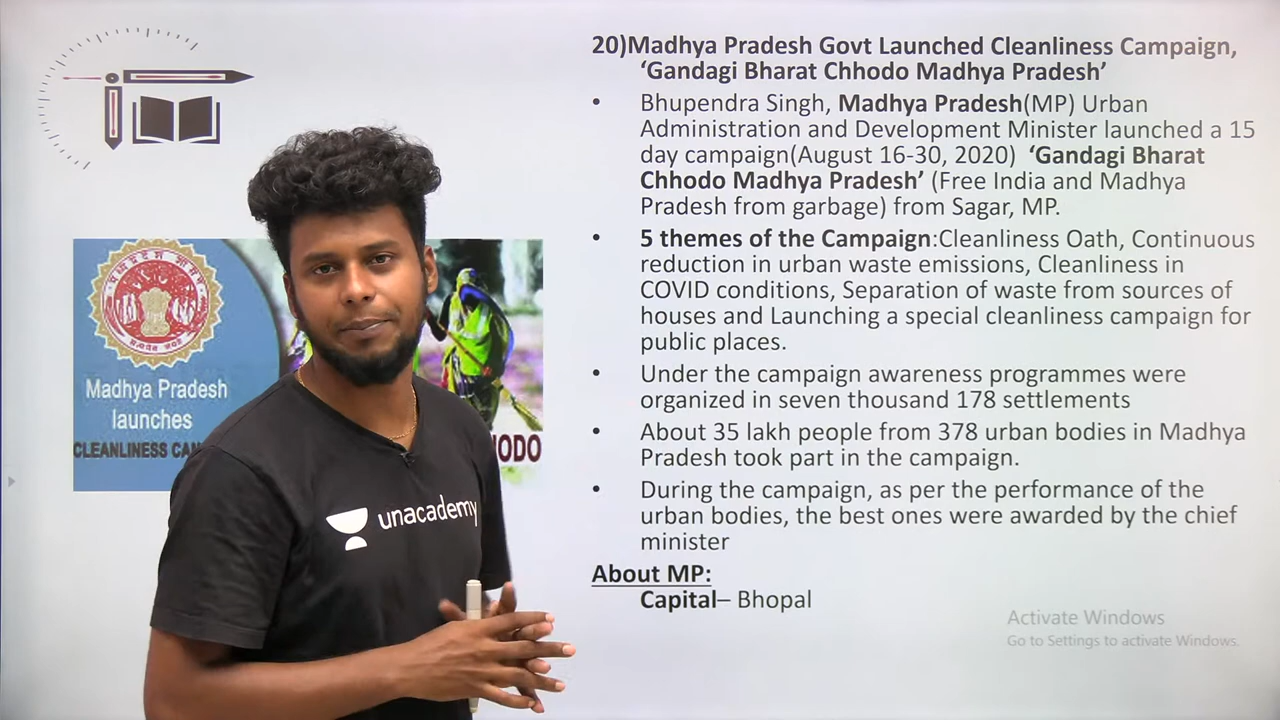 20)Madhya Pradesh Govt Launched Cleanliness Campaign,
‘Gandagi Bharat Chhodo Madhya Pradesh’
• Bhupendra Singh, Madhya Pradesh(MP) Urban
Administration and Development Minister launched a 15
day campaign(August 16-30, 2020) ‘Gandagi Bharat
Chhodo Madhya Pradesh’ (Free India and Madhya
Pradesh from garbage) from Sagar, MP.
• 5 themes of the Campaign:Cleanliness Oath, Continuous
reduction in urban waste emissions, Cleanliness in
COVID conditions, Separation of waste from sources of
houses and Launching a special cleanliness campaign for
public places.
• Under the campaign awareness programmes were
organized in seven thousand 178 settlements
• About 35 lakh people from 378 urban bodies in Madhya
Pradesh took part in the campaign.
• During the campaign, as per the performance of the
urban bodies, the best ones were awarded by the chief
minister
About MP:
Capital– Bhopal
Madhya Pradesh
launches
CLEANLINESS
unacademy
Activate Windows
Go to Settings to activate Windows.